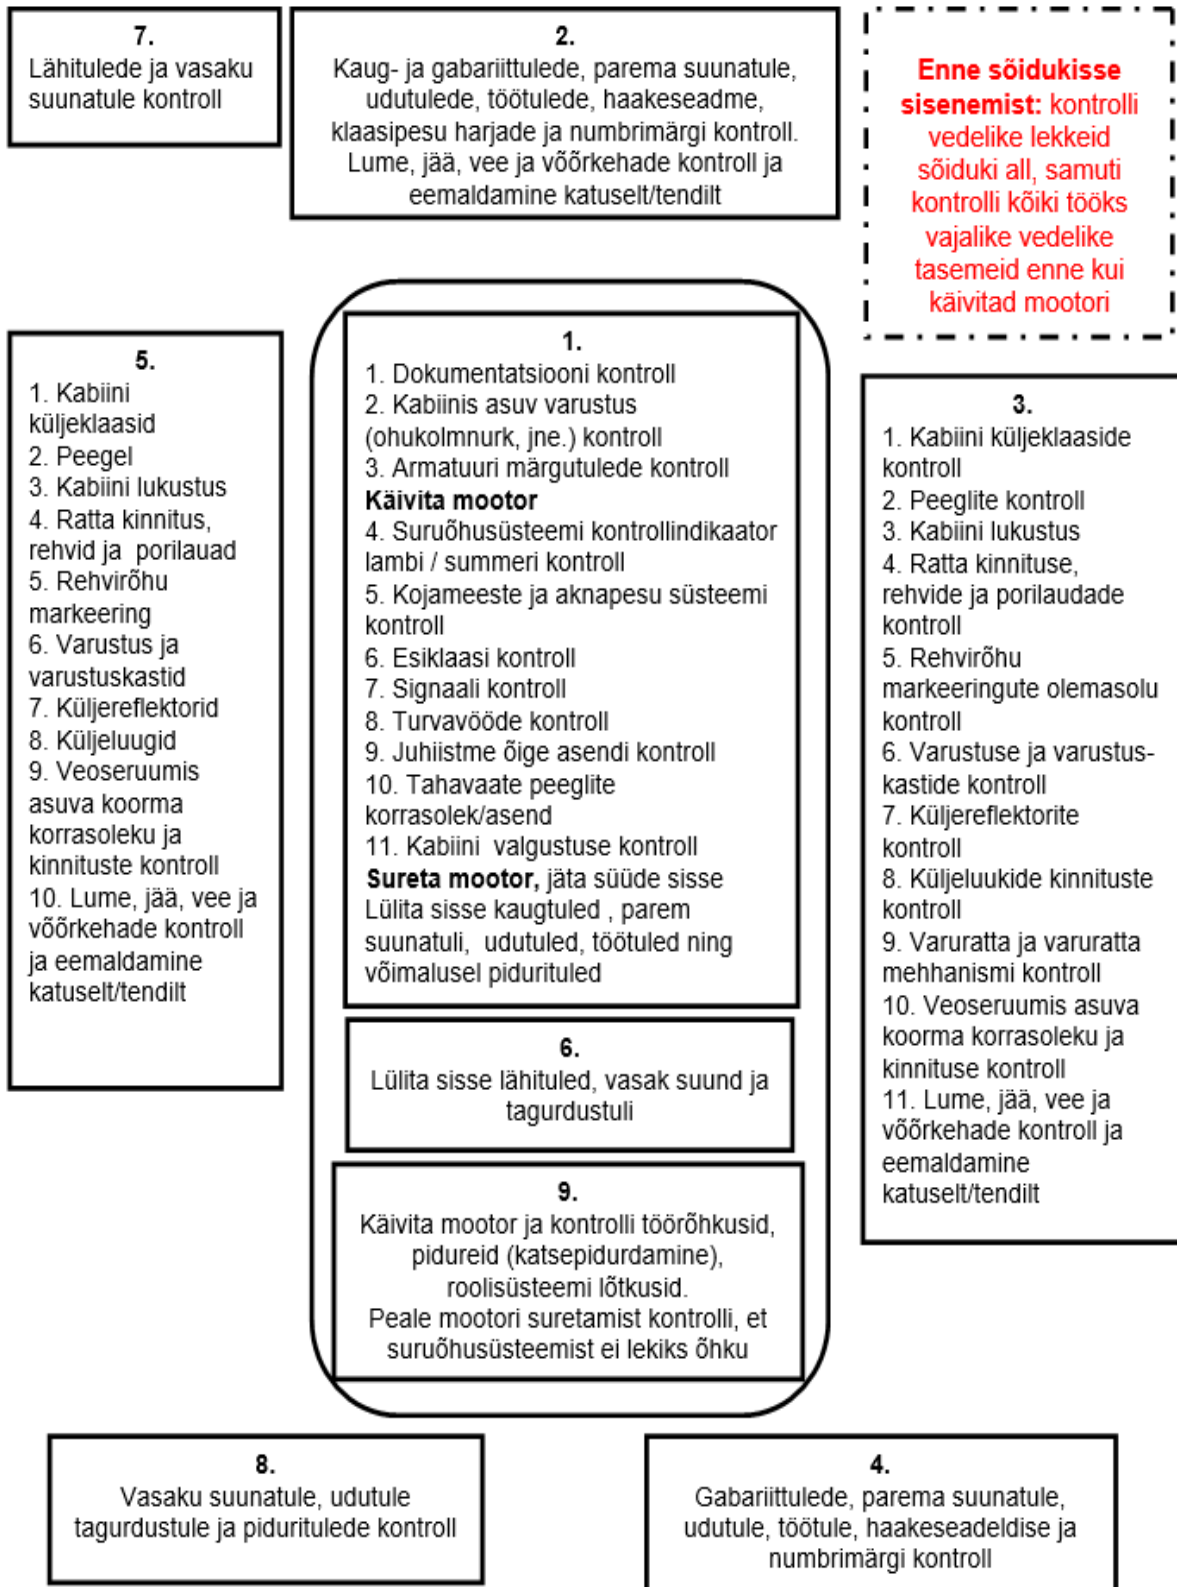 7.
Lähitulede ja vasaku
suunatule kontroll
2.
Kaug- ja gabariittulede, parema suunatule,
udutulede, töötulede, haakeseadme,
klaasipesu harjade ja numbrimärgi kontroll.
Lume, jää, vee ja võõrkehade kontroll ja
eemaldamine katuselt/tendilt
Enne sõidukisse
sisenemist: kontrolli
vedelike lekkeid
sõiduki all, samuti
kontrolli kõiki tööks
vajalike vedelike
tasemeid enne kui
käivitad mootori
5.
1. Kabiini
küljeklaasid
2. Peegel
3. Kabiini lukustus
4. Ratta kinnitus,
rehvid ja porilauad
5. Rehvirõhu
markeering
6. Varustus ja
varustuskastid
7. Küljereflektorid
8. Küljeluugid
9. Veoseruumis
asuva koorma
korrasoleku ja
kinnituste kontroll
10. Lume, jää, vee ja
võõrkehade kontroll
ja eemaldamine
katuselt/tendilt
1.
1. Dokumentatsiooni kontroll
2. Kabiinis asuv varustus
(ohukolmnurk, jne.) kontroll
3. Armatuuri märgutulede kontroll
Käivita mootor
4. Suruõhusüsteemi kontrollindikaator
lambi / summeri kontroll
5. Kojameeste ja aknapesu süsteemi
kontroll
6. Esiklaasi kontroll
7. Signaali kontroll
8. Turvavööde kontroll
9. Juhiistme õige asendi kontroll
10. Tahavaate peeglite
korrasolek/asend
11. Kabiini valgustuse kontroll
Sureta mootor, jäta süüde sisse
Lülita sisse kaugtuled , parem
suunatuli, udutuled, töötuled ning
võimalusel pidurituled
3.
1. Kabiini küljeklaaside
kontroll
2. Peeglite kontroll
3. Kabiini lukustus
4. Ratta kinnituse,
rehvide ja porilaudade
kontroll
5. Rehvirõhu
markeeringute olemasolu
kontroll
6. Varustuse ja varustus-
kastide kontroll
7. Küljereflektorite
kontroll
8. Küljeluukide kinnituste
kontroll
9. Varuratta ja varuratta
mehhanismi kontroll
10. Veoseruumis asuva
koorma korrasoleku ja
kinnituse kontroll
11. Lume, jää, vee ja
võõrkehade kontroll ja
eemaldamine
katuselt/tendilt
6.
Lülita sisse lähituled, vasak suund ja
tagurdustuli
9.
Käivita mootor ja kontrolli töörõhkusid,
pidureid (katsepidurdamine),
roolisüsteemi lõtkusid.
Peale mootori suretamist kontrolli, et
suruõhusüsteemist ei lekiks õhku
8.
Vasaku suunatule, udutule
tagurdustule ja piduritulede kontroll
4.
Gabariittulede, parema suunatule,
udutule, töötule, haakeseadeldise ja
numbrimärgi kontroll